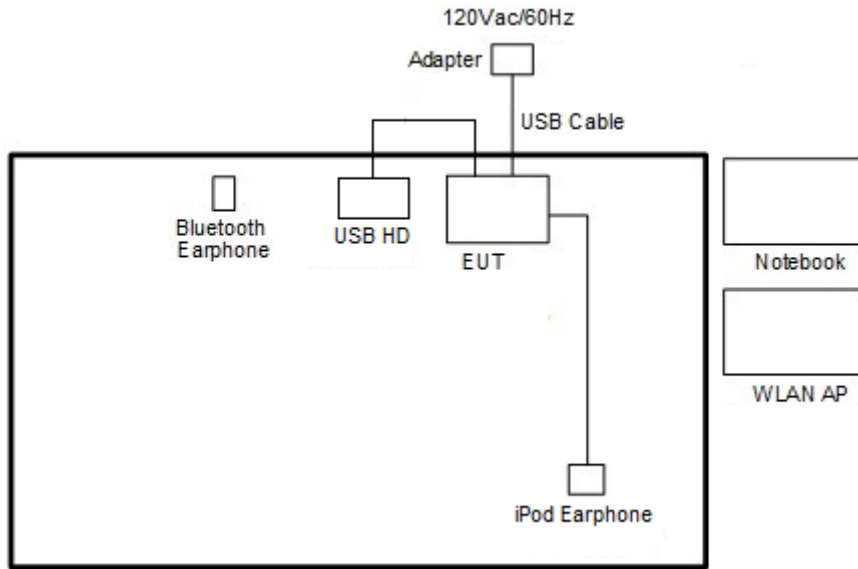 120Vac/60Hz
Adapter
USB Cable
Bluetooth
Earphone
USB HD
EUT
Notebook
WLAN AP
iPod Earphone